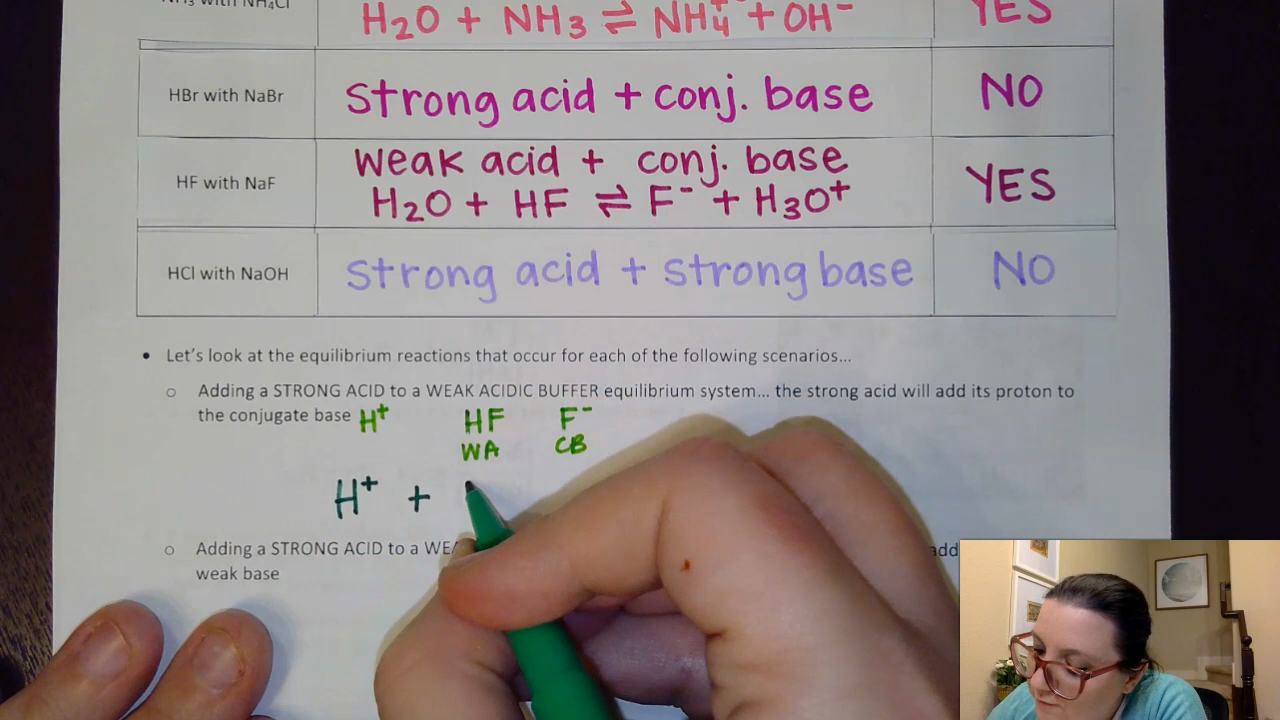 NH3 with NH4Cl
H2O + NH3 ⇌ NH4+ + OH-
YES
HBr with NaBr
strong acid + conj. base
NO
HF with NaF
weak acid + conj. base
H2O + HF ⇌ F- + H3O+
YES
HCl with NaOH
strong acid + strong base
NO
• Let's look at the equilibrium reactions that occur for each of the following scenarios...
o Adding a STRONG ACID to a WEAK ACIDIC BUFFER equilibrium system... the strong acid will add its proton to
the conjugate base H+ HF F-
WA CB
H+ +
o Adding a STRONG ACID to a
weak base